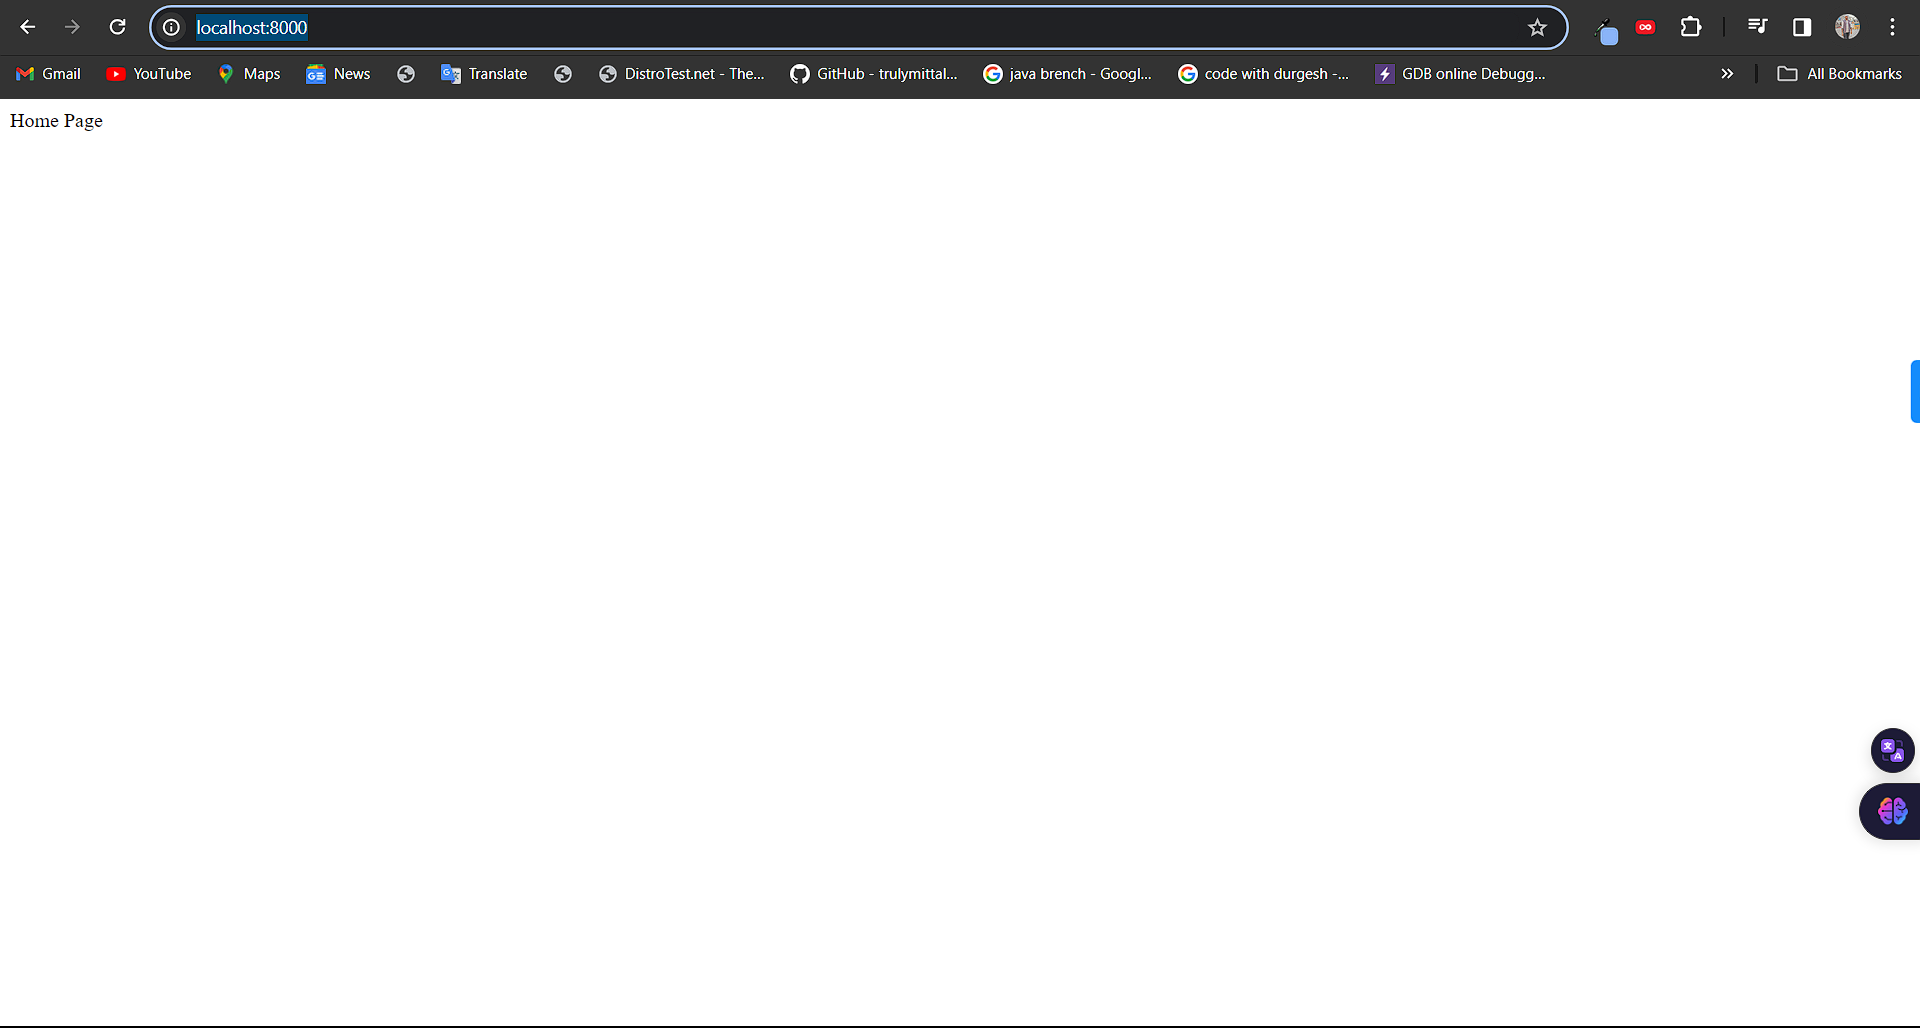 localhost:8000
Gmail YouTube Maps News Translate DistroTest.net - The... GitHub - trulymittal... java brench - Googl... code with durgesh -... GDB online Debugg... All Bookmarks
Home Page